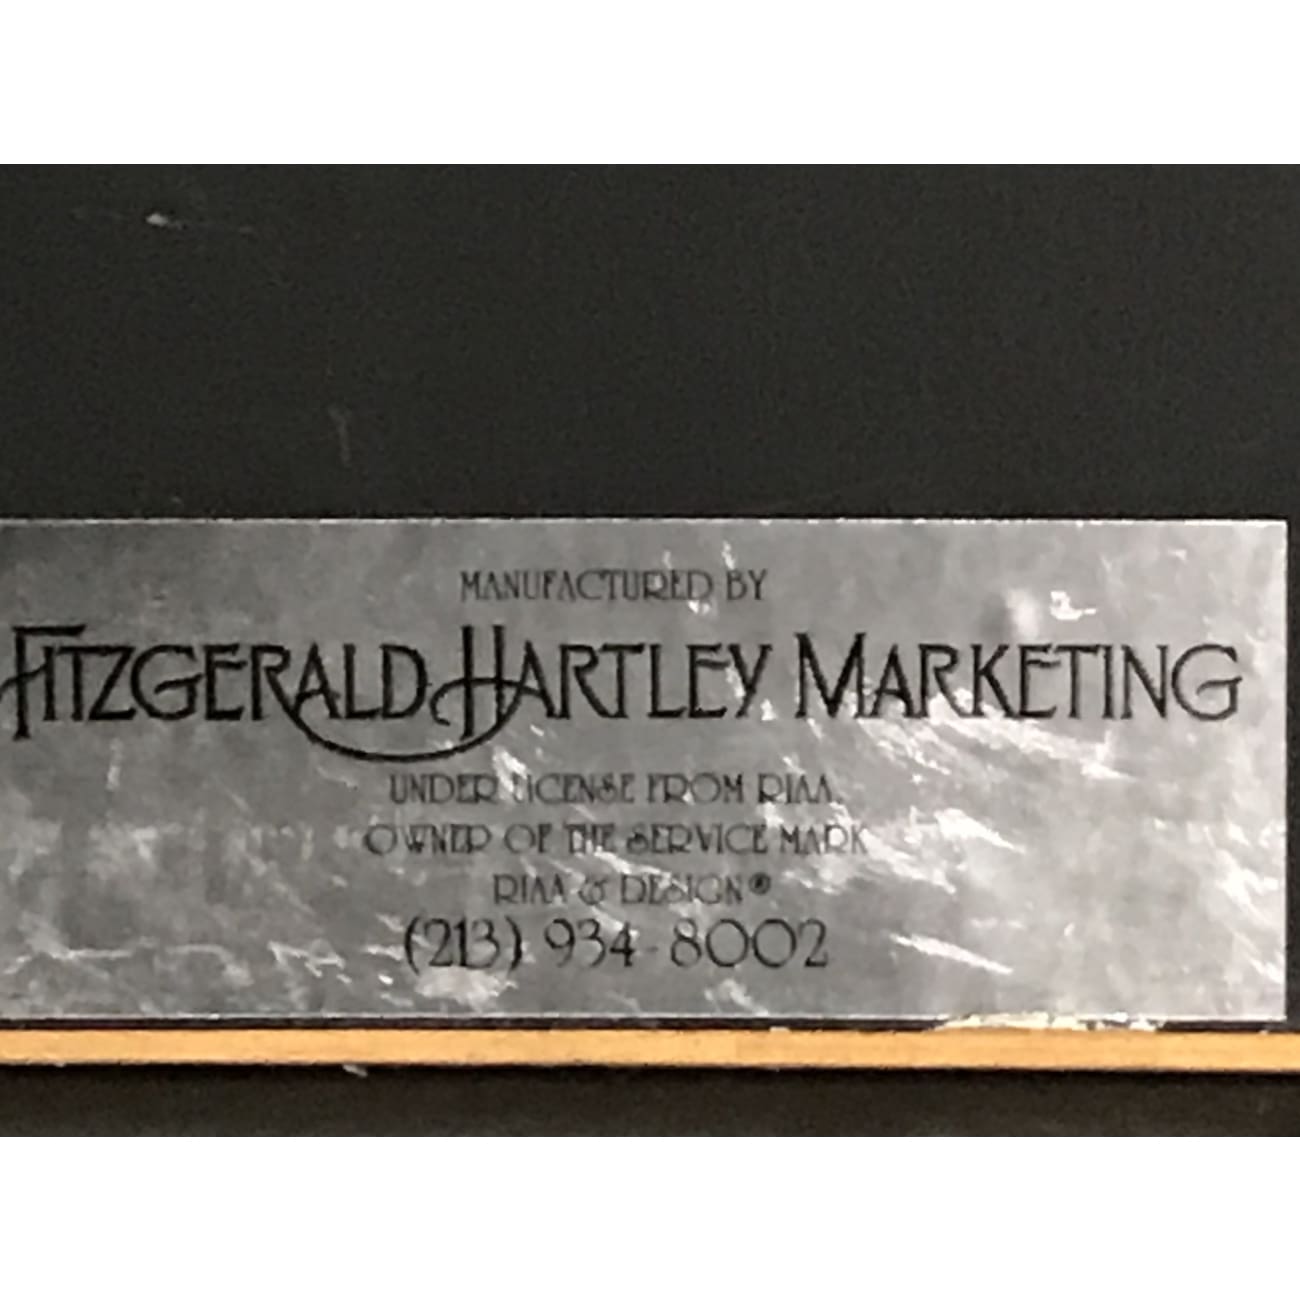 MANUFACTURED BY
FITZGERALD HARTLEY MARKETING
UNDER LICENSE FROM RIAA,
OWNER OF THE SERVICE MARK
RIAA & DESIGN®
(213) 934-8002